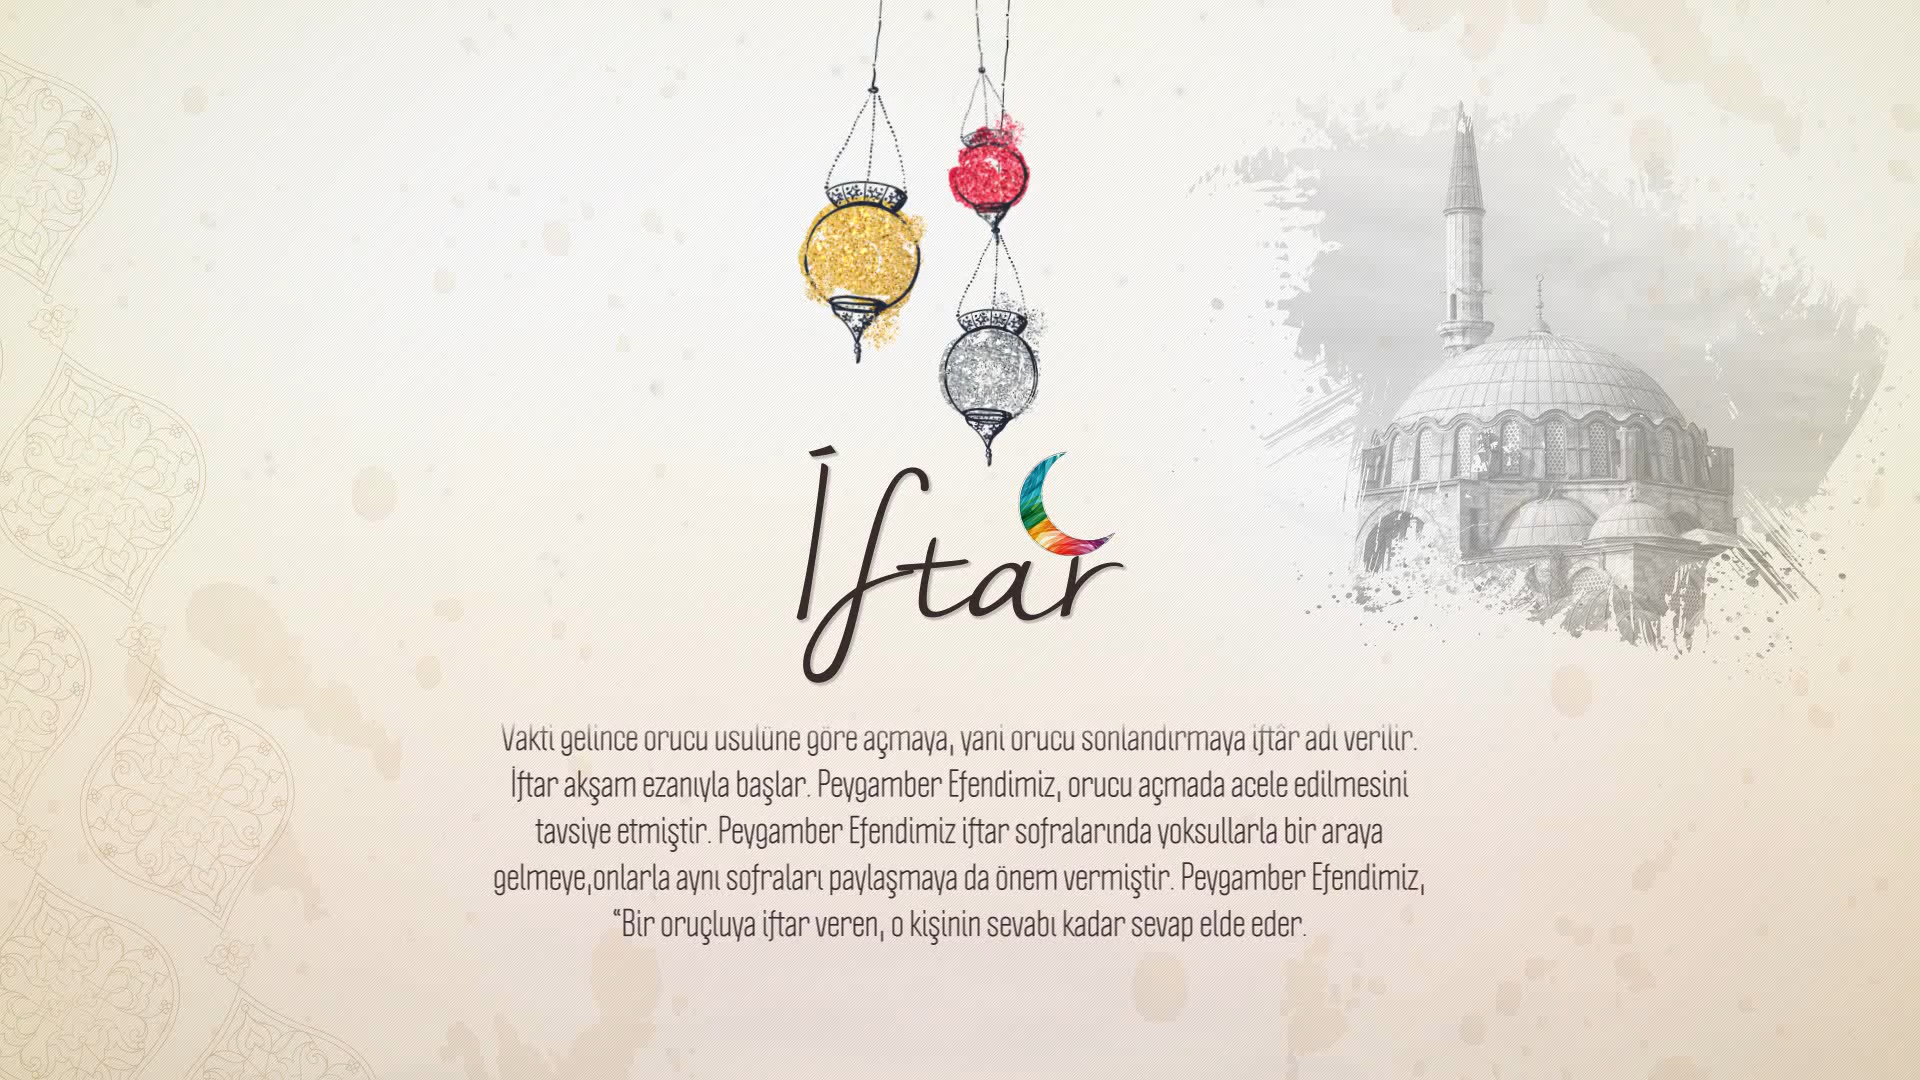 İftar
Vakti gelince orucu usulüne göre açmaya, yani orucu sonlandırmaya iftâr adı verilir.
İftar akşam ezanıyla başlar. Peygamber Efendimiz, orucu açmada acele edilmesini
tavsiye etmiştir. Peygamber Efendimiz iftar sofralarında yoksullarla bir araya
gelmeye,onlarla aynı sofraları paylaşmaya da önem vermiştir. Peygamber Efendimiz,
“Bir oruçluya iftar veren, o kişinin sevabı kadar sevap elde eder.